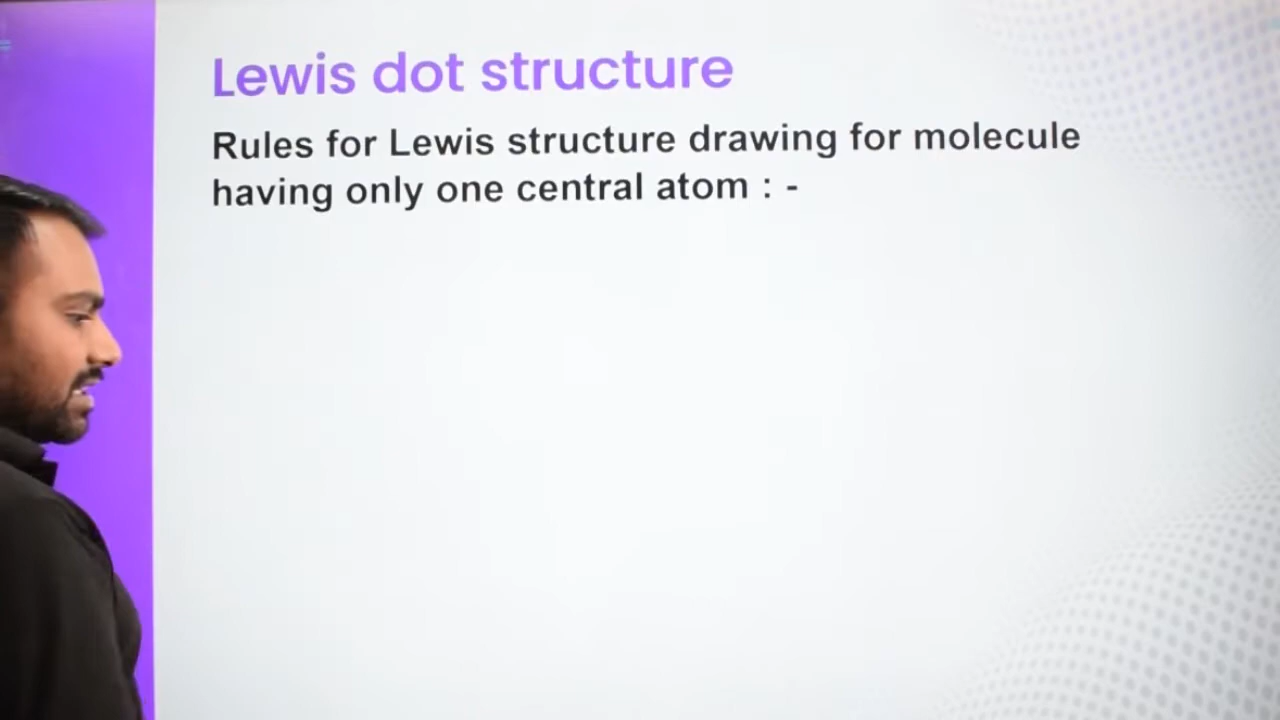 Lewis dot structure
Rules for Lewis structure drawing for molecule
having only one central atom : -